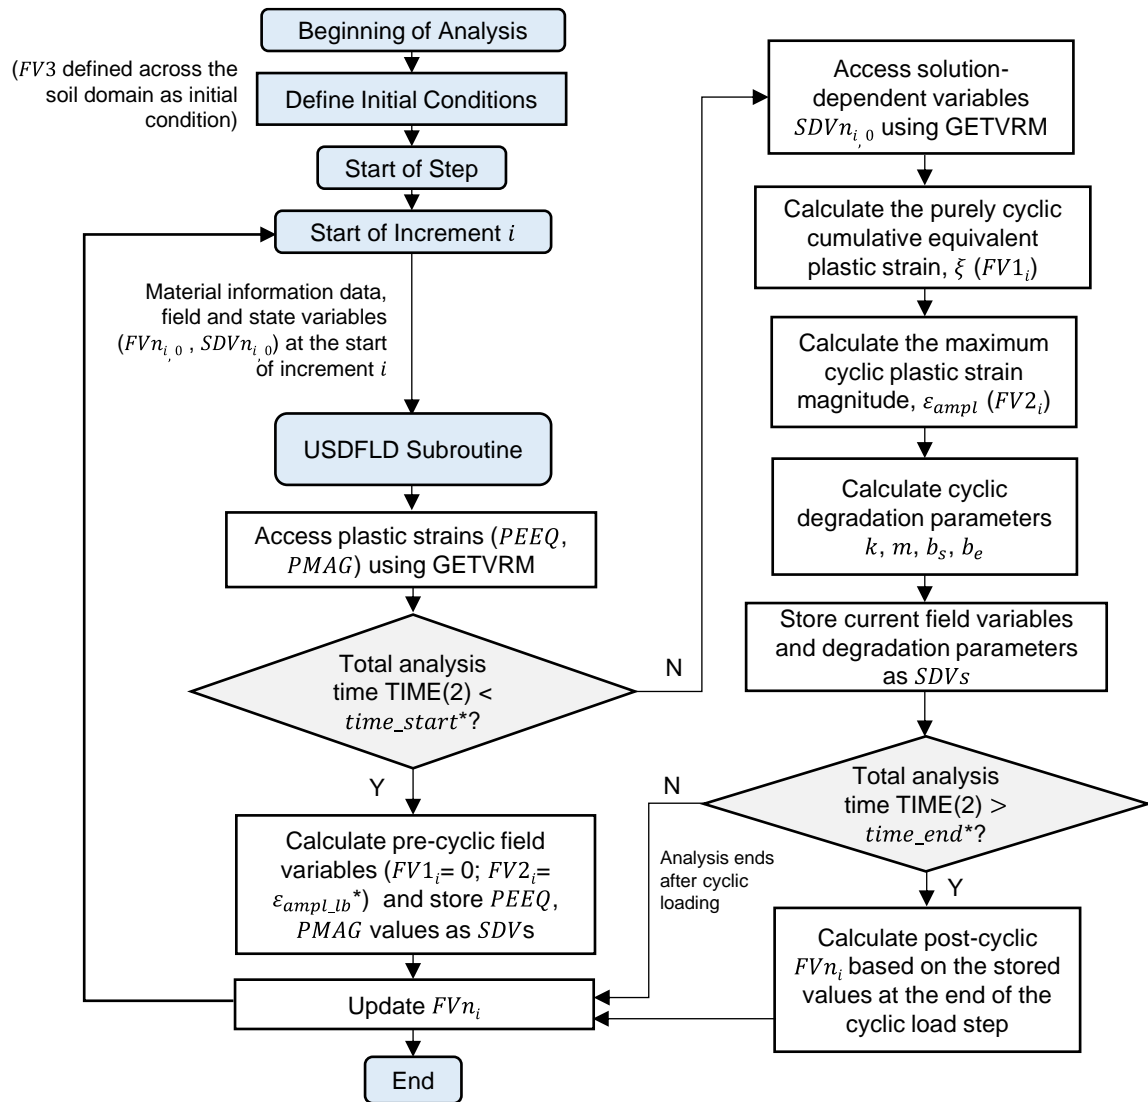 Beginning of Analysis
(FV3 defined across the
soil domain as initial
condition)
Define Initial Conditions
Start of Step
Start of Increment i
Material information data,
field and state variables
(FVn_{i,0} , SDVn_{i,0}) at the start
of increment i
USDFLD Subroutine
Access plastic strains (PEEQ,
PMAG) using GETVRM
Total analysis
time TIME(2) <
time_start*?
N
Y
Calculate pre-cyclic field
variables (FV1_i= 0; FV2_i=
ε_{ampl_lb}*) and store PEEQ,
PMAG values as SDVs
Update FVn_i
End
Access solution-
dependent variables
SDVn_{i,0} using GETVRM
Calculate the purely cyclic
cumulative equivalent
plastic strain, ξ (FV1_i)
Calculate the maximum
cyclic plastic strain
magnitude, ε_{ampl} (FV2_i)
Calculate cyclic
degradation parameters
k, m, b_s, b_e
Store current field variables
and degradation parameters
as SDVs
Total analysis
time TIME(2) >
time_end*?
N
Analysis ends
after cyclic
loading
Y
Calculate post-cyclic
FVn_i based on the stored
values at the end of the
cyclic load step